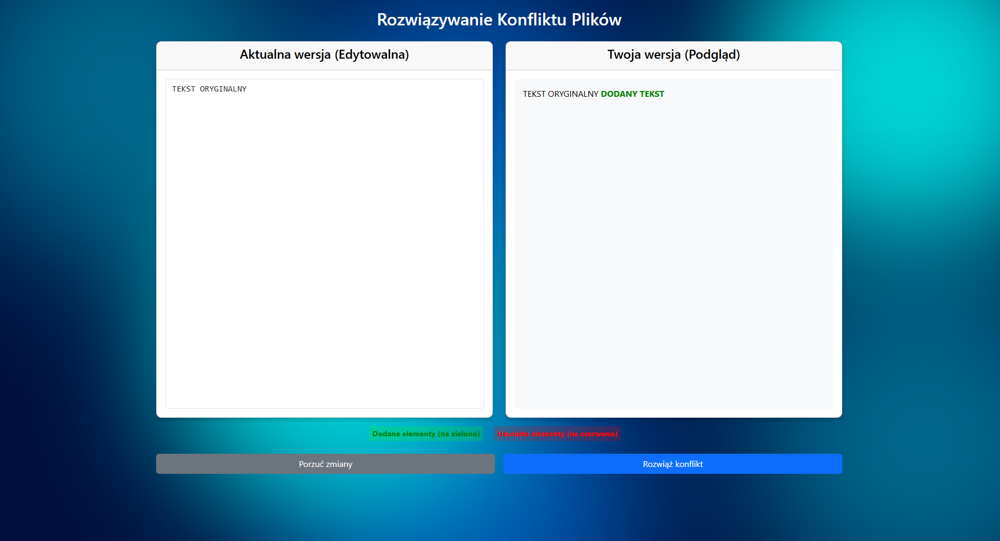 Rozwiązywanie Konfliktu Plików
Aktualna wersja (Edytowalna)
TEKST ORYGINALNY
Twoja wersja (Podgląd)
TEKST ORYGINALNY DODANY TEKST
Dodane elementy (na zielono)
Usunięte elementy (na czerwono)
Porzuć zmiany
Rozwiąż konflikt